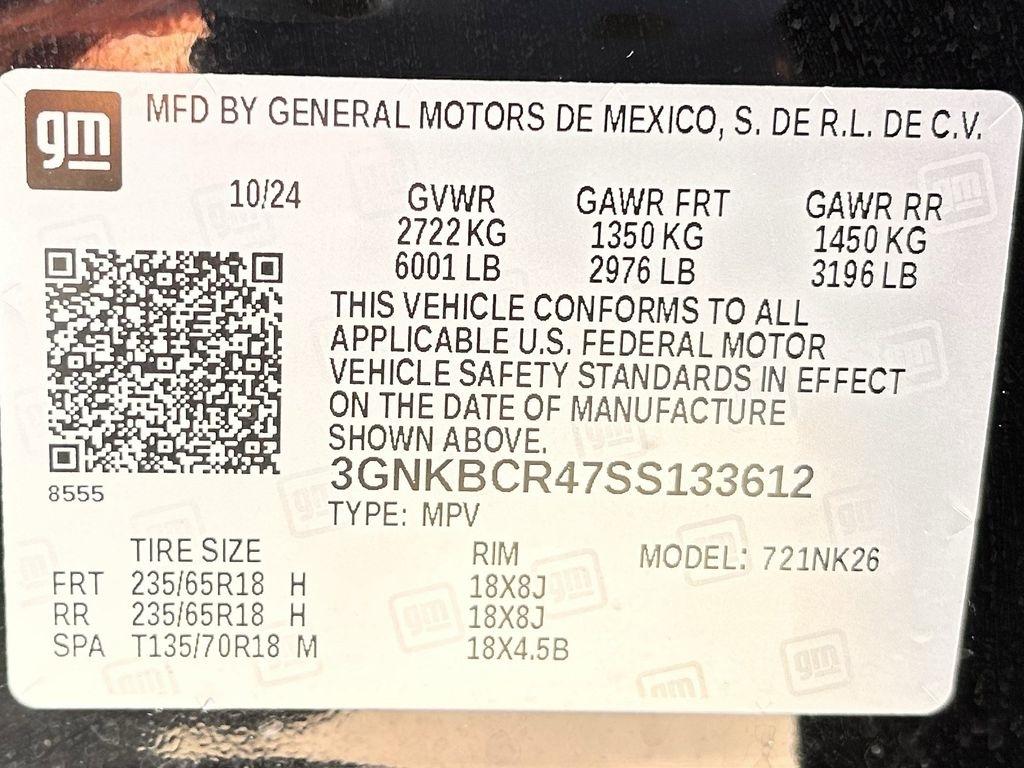 gm
MFD BY GENERAL MOTORS DE MEXICO, S. DE R.L. DE C.V.
10/24 GVWR GAWR FRT GAWR RR
2722 KG 1350 KG 1450 KG
6001 LB 2976 LB 3196 LB
THIS VEHICLE CONFORMS TO ALL
APPLICABLE U.S. FEDERAL MOTOR
VEHICLE SAFETY STANDARDS IN EFFECT
ON THE DATE OF MANUFACTURE
SHOWN ABOVE.
3GNKBCR47SS133612
8555
TYPE: MPV
TIRE SIZE RIM MODEL: 721NK26
FRT 235/65R18 H 18X8J
RR 235/65R18 H 18X8J
SPA T135/70R18 M 18X4.5B